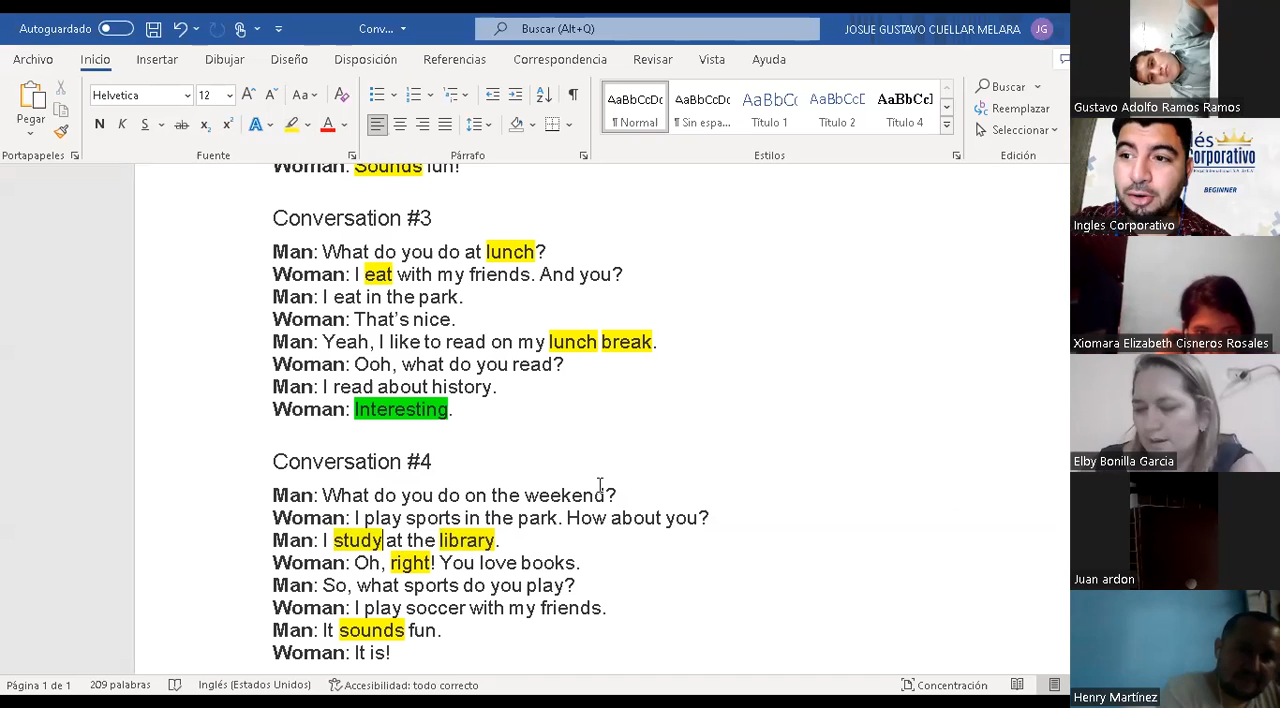 Autoguardado
Conv...
Buscar (Alt+Q)
JOSUE GUSTAVO CUELLAR MELARA
JG
Archivo
Inicio
Insertar
Dibujar
Diseño
Disposición
Referencias
Correspondencia
Revisar
Vista
Ayuda
Pegar
Portapapeles
Helvetica
12
Fuente
Párrafo
AaBbCcDc
¶ Normal
AaBbCcDc
¶ Sin espa...
AaBbCc
Título 1
AaBbCcD
Título 2
AaBbCcI
Título 4
Estilos
Buscar
Reemplazar
Seleccionar
Edición
Woman: Sounds fun!
Conversation #3
Man: What do you do at lunch?
Woman: I eat with my friends. And you?
Man: I eat in the park.
Woman: That’s nice.
Man: Yeah, I like to read on my lunch break.
Woman: Ooh, what do you read?
Man: I read about history.
Woman: Interesting.
Conversation #4
Man: What do you do on the weekend?
Woman: I play sports in the park. How about you?
Man: I study at the library.
Woman: Oh, right! You love books.
Man: So, what sports do you play?
Woman: I play soccer with my friends.
Man: It sounds fun.
Woman: It is!
Página 1 de 1
209 palabras
Inglés (Estados Unidos)
Accesibilidad: todo correcto
Concentración
Gustavo Adolfo Ramos Ramos
Corporativo
BEGINNER
Ingles Corporativo
Xiomara Elizabeth Cisneros Rosales
Elby Bonilla Garcia
Juan ardon
Henry Martínez